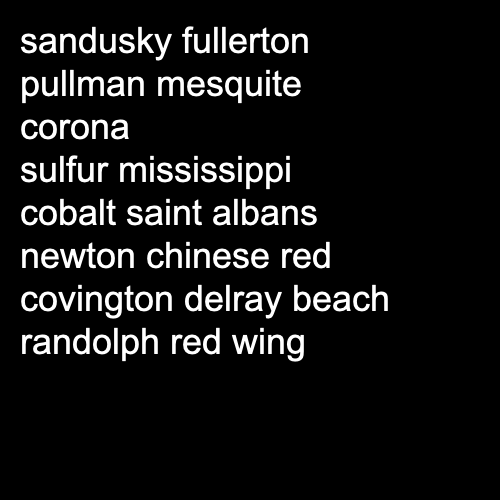 sandusky fullerton
pullman mesquite
corona
sulfur mississippi
cobalt saint albans
newton chinese red
covington delray beach
randolph red wing